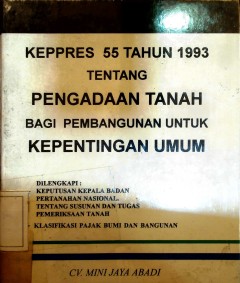 KEPPRES 55 TAHUN 1993
TENTANG
PENGADAAN TANAH
BAGI PEMBANGUNAN UNTUK
KEPENTINGAN UMUM
DILENGKAPI :
KEPUTUSAN KEPALA BADAN
PERTANAHAN NASIONAL
TENTANG SUSUNAN DAN TUGAS
PEMERIKSAAN TANAH
- KLASIFIKASI PAJAK BUMI DAN BANGUNAN
CV. MINI JAYA ABADI